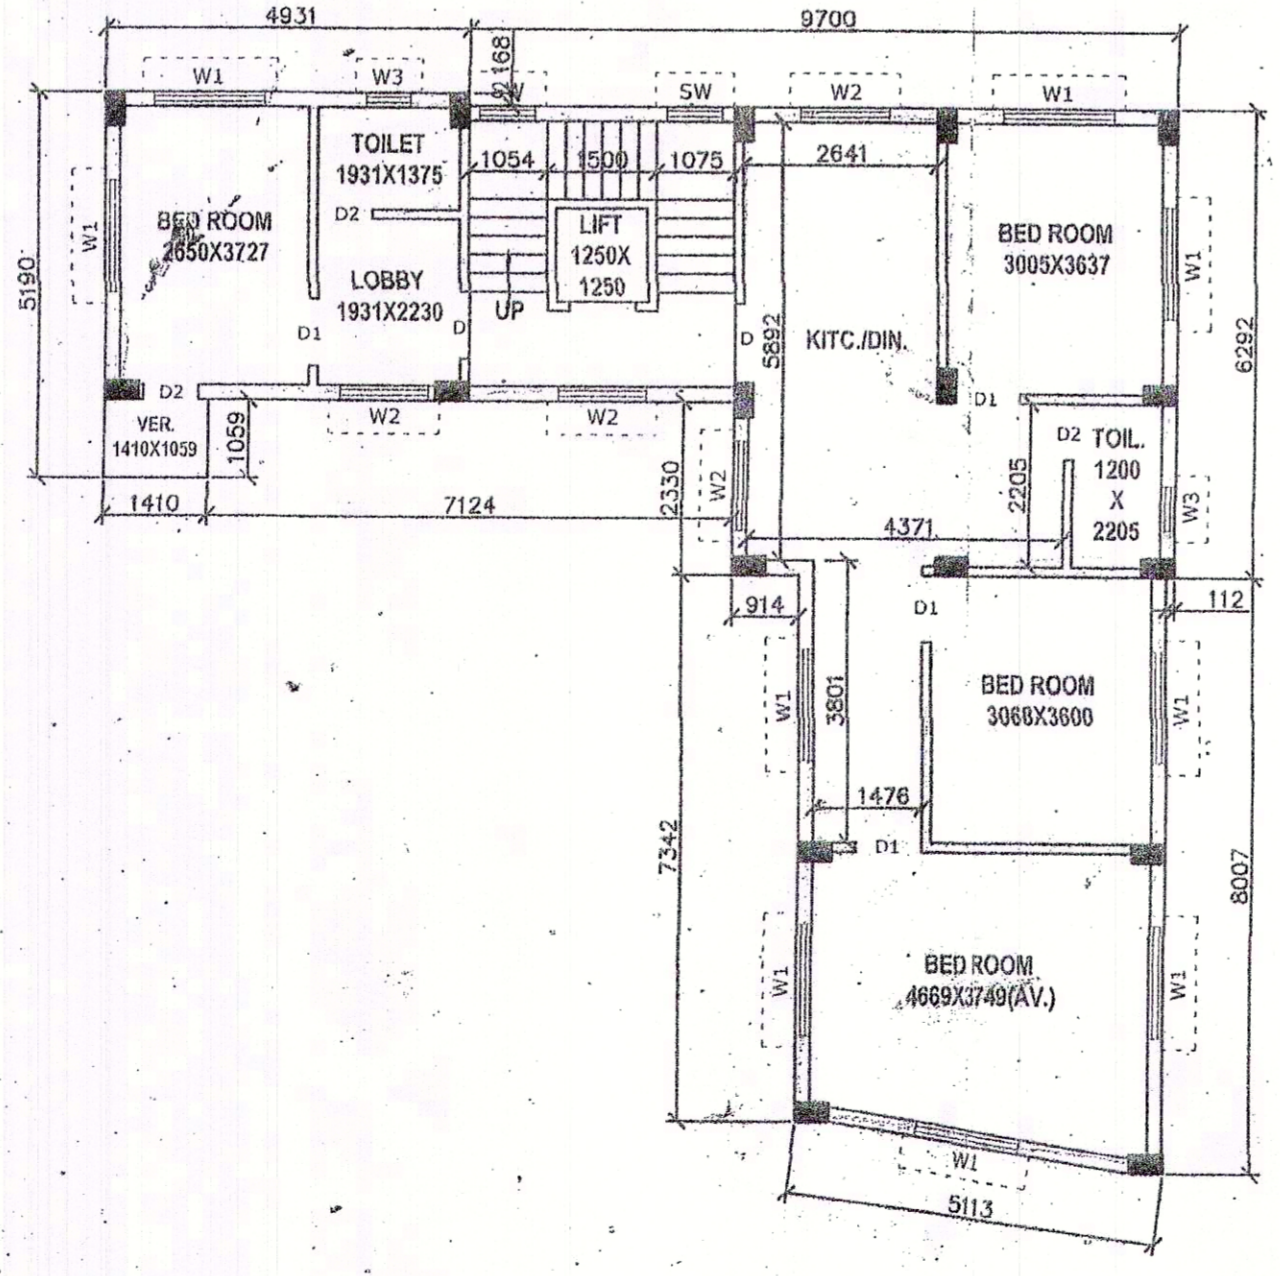 4931
9700
168
W1
W3
W
SW
W2
W1
TOILET
1931X1375
1054
1500
1075
2641
D2
BED ROOM
2650X3727
W1
LIFT
1250X
1250
BED ROOM
3005X3637
W1
5190
LOBBY
1931X2230
UP
D1
D
D
5892
KITC./DIN.
6292
D2
W2
W2
D1
VER.
1410X1059
1059
D2
TOIL.
1200
X
2205
2205
W3
2330
W2
1410
7124
4371
914
D1
112
W1
3801
BED ROOM
3068X3600
W1
1476
D1
7342
8007
BED ROOM
4669X3749(AV.)
W1
W1
W1
5113